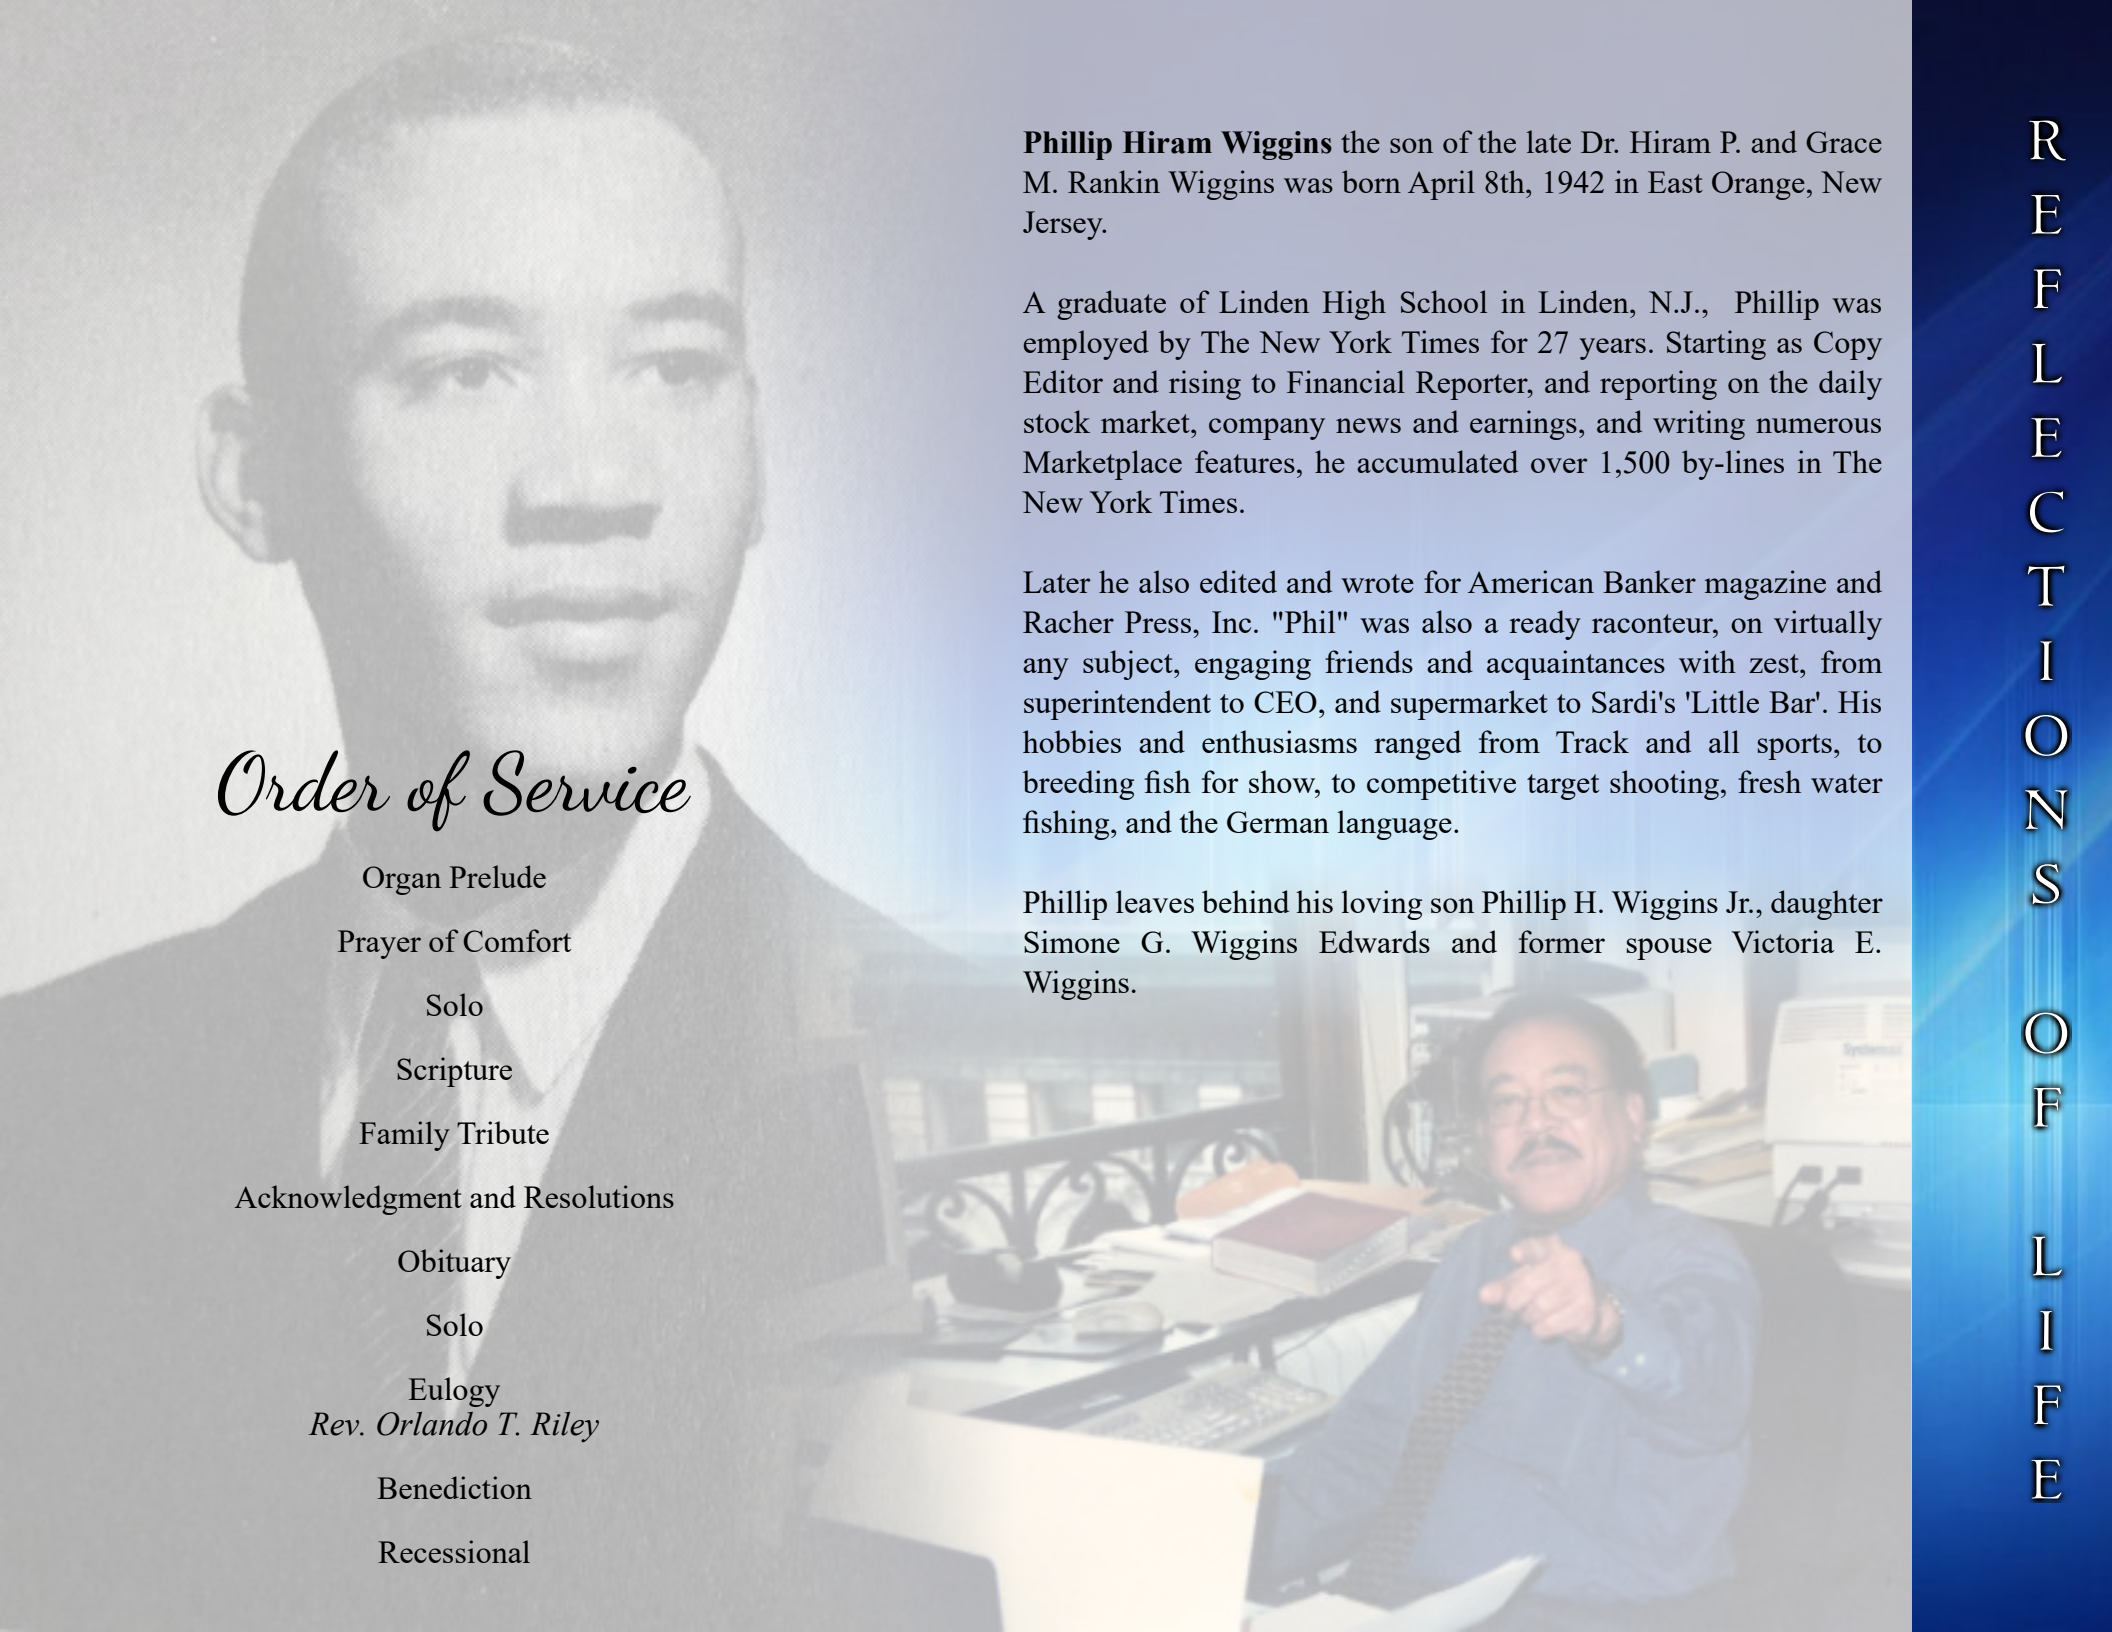 Order of Service
Organ Prelude
Prayer of Comfort
Solo
Scripture
Family Tribute
Acknowledgment and Resolutions
Obituary
Solo
Eulogy
Rev. Orlando T. Riley
Benediction
Recessional
Phillip Hiram Wiggins the son of the late Dr. Hiram P. and Grace
M. Rankin Wiggins was born April 8th, 1942 in East Orange, New
Jersey.
A graduate of Linden High School in Linden, N.J., Phillip was
employed by The New York Times for 27 years. Starting as Copy
Editor and rising to Financial Reporter, and reporting on the daily
stock market, company news and earnings, and writing numerous
Marketplace features, he accumulated over 1,500 by-lines in The
New York Times.
Later he also edited and wrote for American Banker magazine and
Racher Press, Inc. "Phil" was also a ready raconteur, on virtually
any subject, engaging friends and acquaintances with zest, from
superintendent to CEO, and supermarket to Sardi's 'Little Bar'. His
hobbies and enthusiasms ranged from Track and all sports, to
breeding fish for show, to competitive target shooting, fresh water
fishing, and the German language.
Phillip leaves behind his loving son Phillip H. Wiggins Jr., daughter
Simone G. Wiggins Edwards and former spouse Victoria E.
Wiggins.
REFLECTIONS OF LIFE